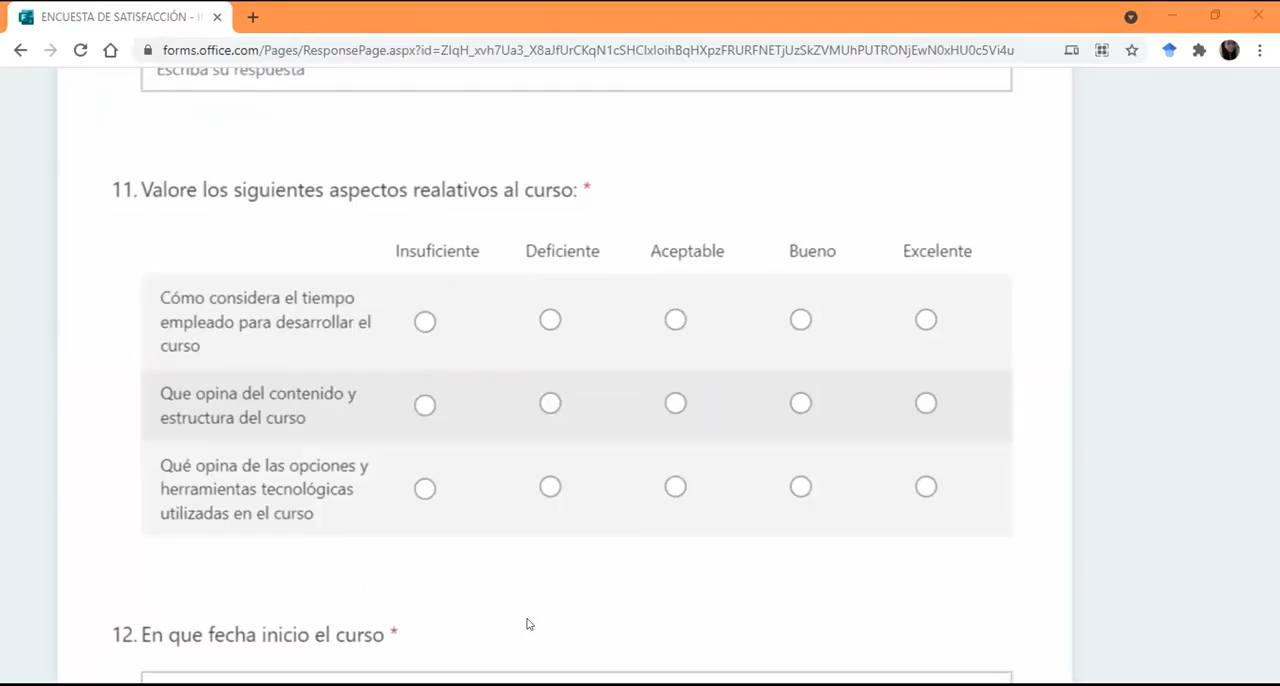 ENCUESTA DE SATISFACCIÓN - I
forms.office.com/Pages/ResponsePage.aspx?id=ZIqH_xvh7Ua3_X8aJfUrCKqN1cSHClxIoihBqHXpzFRURFNETjUzSkZVMUhPUTRONjEwN0xHU0c5Vi4u
Escriba su respuesta
11. Valore los siguientes aspectos realativos al curso: *
Insuficiente Deficiente Aceptable Bueno Excelente
Cómo considera el tiempo
empleado para desarrollar el
curso
Que opina del contenido y
estructura del curso
Qué opina de las opciones y
herramientas tecnológicas
utilizadas en el curso
12. En que fecha inicio el curso *